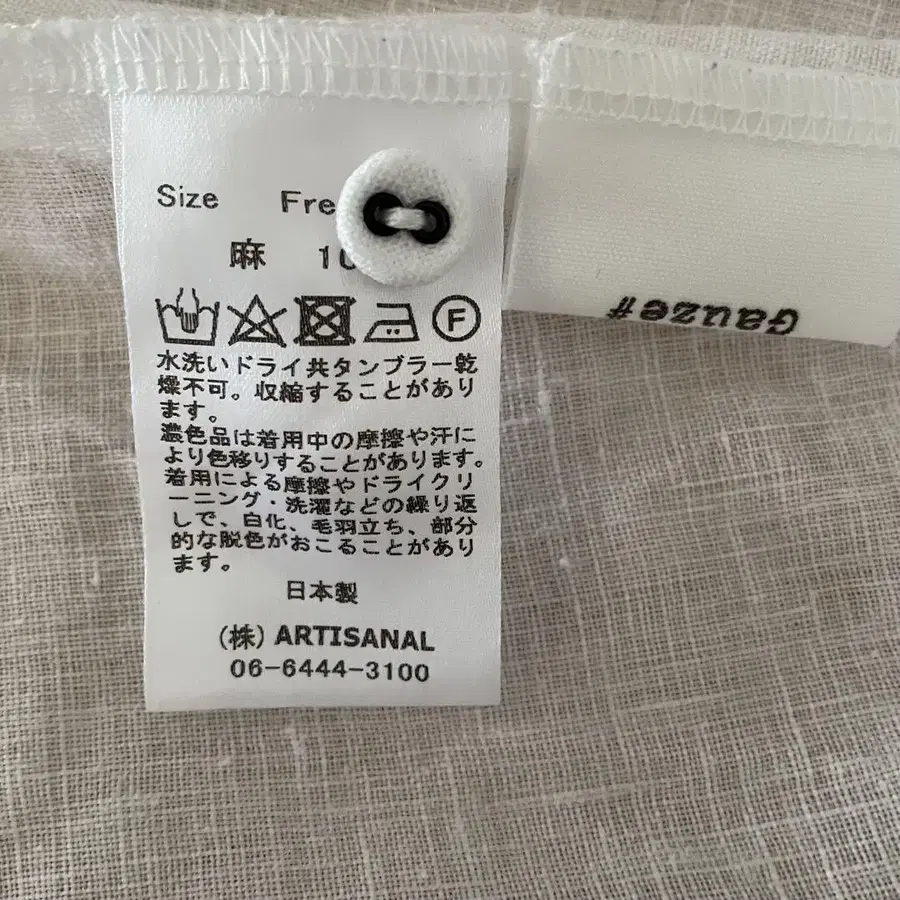 Size Fre
麻 10
F
水洗いドライ共タンブラー乾
燥不可。収縮することがあり
ます。
濃色品は着用中の摩擦や汗に
より色移りすることがあります。
着用による摩擦やドライクリ
ーニング・洗濯などの繰り返
しで、白化、毛羽立ち、部分
的な脱色がおこることがあり
ます。
日本製
(株) ARTISANAL
06-6444-3100
Gauze#